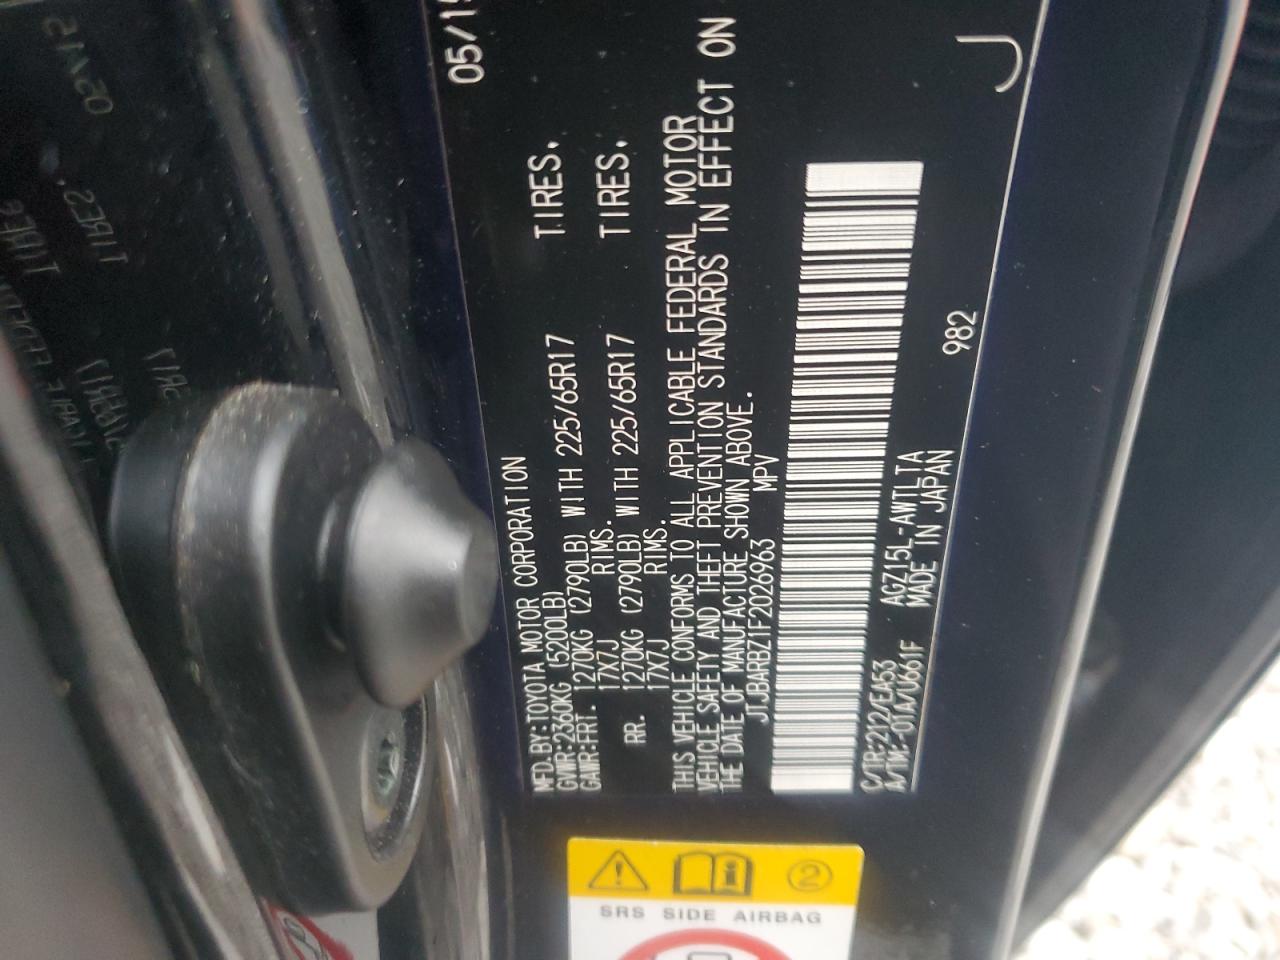 05/15
MFD.BY:TOYOTA MOTOR CORPORATION
GVWR:2360KG (5200LB)
GAWR:FRT. 1270KG (2790LB) WITH 225/65R17 TIRES.
17X7J RIMS.
RR. 1270KG (2790LB) WITH 225/65R17 TIRES.
17X7J RIMS.
THIS VEHICLE CONFORMS TO ALL APPLICABLE FEDERAL MOTOR
VEHICLE SAFETY AND THEFT PREVENTION STANDARDS IN EFFECT ON
THE DATE OF MANUFACTURE SHOWN ABOVE.
JTJBARBZ1F2026963 MPV
C/TR:212/EA53 AGZ15L-AWTLTA
A/TM:-01A/U661F MADE IN JAPAN
982
J
2
SRS SIDE AIRBAG